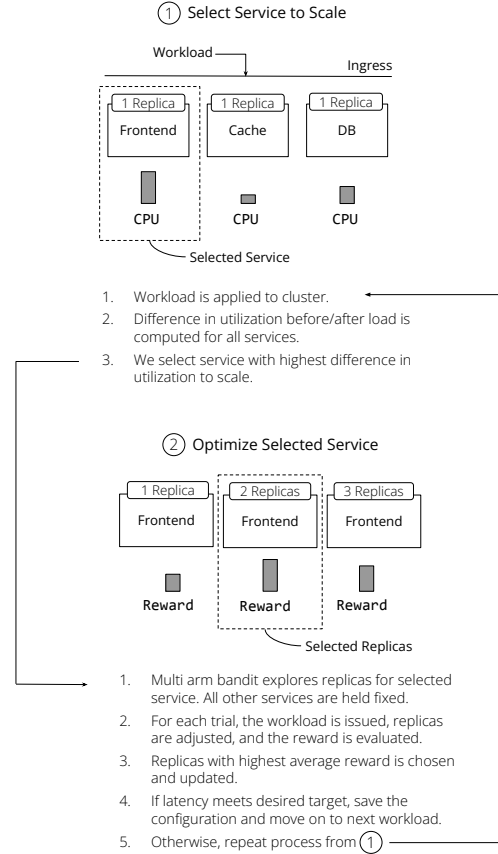 1 Select Service to Scale
Workload
Ingress
1 Replica 1 Replica 1 Replica
Frontend Cache DB
CPU CPU CPU
Selected Service
1. Workload is applied to cluster.
2. Difference in utilization before/after load is
computed for all services.
3. We select service with highest difference in
utilization to scale.
2 Optimize Selected Service
1 Replica 2 Replicas 3 Replicas
Frontend Frontend Frontend
Reward Reward Reward
Selected Replicas
1. Multi arm bandit explores replicas for selected
service. All other services are held fixed.
2. For each trial, the workload is issued, replicas
are adjusted, and the reward is evaluated.
3. Replicas with highest average reward is chosen
and updated.
4. If latency meets desired target, save the
configuration and move on to next workload.
5. Otherwise, repeat process from 1